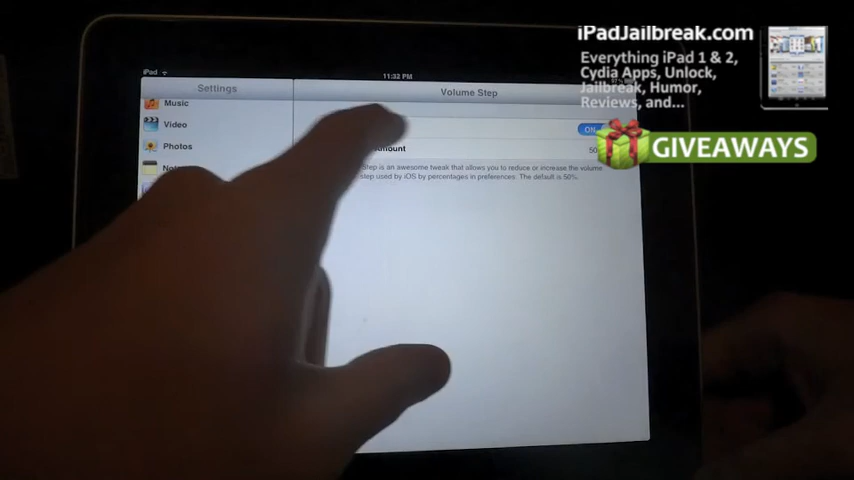 iPadJailbreak.com
Everything iPad 1 & 2,
Cydia Apps, Unlock,
Jailbreak, Humor,
Reviews, and...
GIVEAWAYS
iPad
11:32 PM
Settings
Volume Step
Music
Video
Photos
ON
50
Step is an awesome tweak that allows you to reduce or increase the volume
step used by iOS by percentages in preferences. The default is 50%.